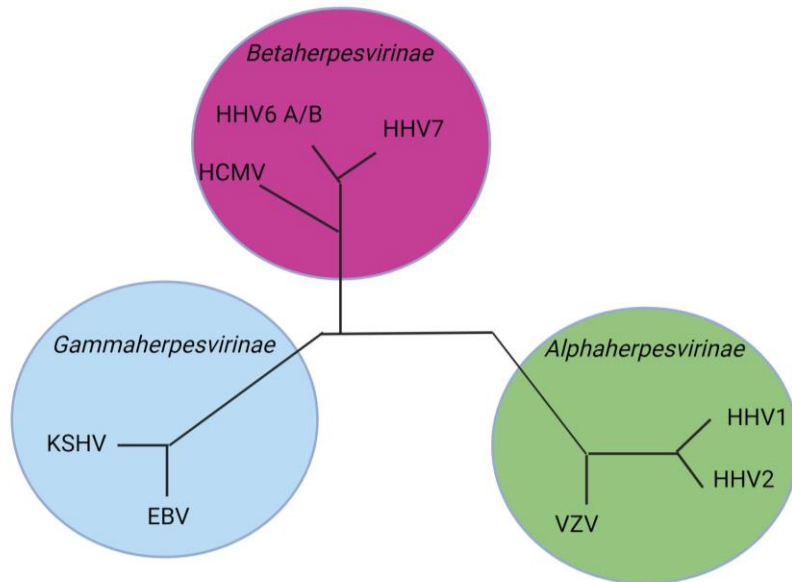 Betaherpesvirinae
HHV6 A/B
HHV7
HCMV
Gammaherpesvirinae
KSHV
EBV
Alphaherpesvirinae
HHV1
HHV2
VZV